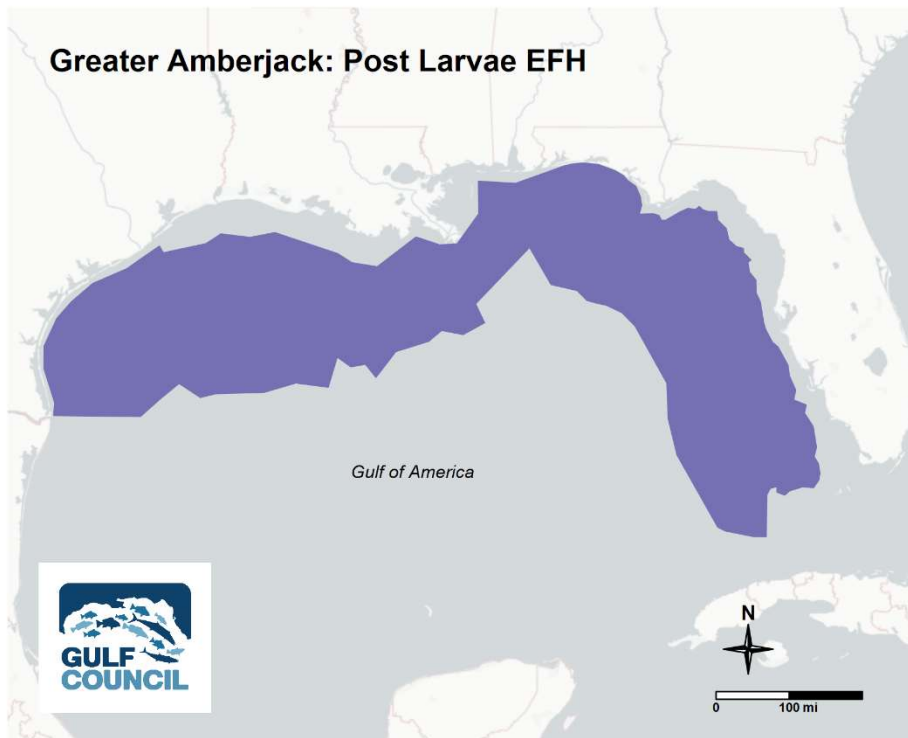 Greater Amberjack: Post Larvae EFH
Gulf of America
GULF
COUNCIL
N
0 100 mi